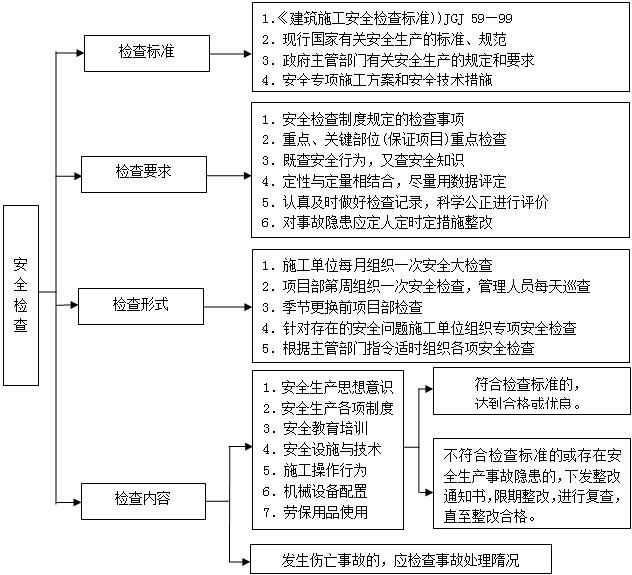 安全检查
检查标准
1.《建筑施工安全检查标准))JGJ 59—99
2. 现行国家有关安全生产的标准、规范
3. 政府主管部门有关安全生产的规定和要求
4. 安全专项施工方案和安全技术措施
检查要求
1. 安全检查制度规定的检查事项
2. 重点、关键部位(保证项目)重点检查
3. 既查安全行为，又查安全知识
4. 定性与定量相结合，尽量用数据评定
5. 认真及时做好检查记录，科学公正进行评价
6. 对事故隐患应定人定时定措施整改
检查形式
1. 施工单位每月组织一次安全大检查
2. 项目部第周组织一次安全检查，管理人员每天巡查
3. 季节更换前项目部检查
4. 针对存在的安全问题施工单位组织专项安全检查
5. 根据主管部门指令适时组织各项安全检查
检查内容
1. 安全生产思想意识
2. 安全生产各项制度
3. 安全教育培训
4. 安全设施与技术
5. 施工操作行为
6. 机械设备配置
7. 劳保用品使用
符合检查标准的，
达到合格或优良。
不符合检查标准的或存在安
全生产事故隐患的，下发整改
通知书，限期整改，进行复查，
直至整改合格。
发生伤亡事故的，应检查事故处理隋况